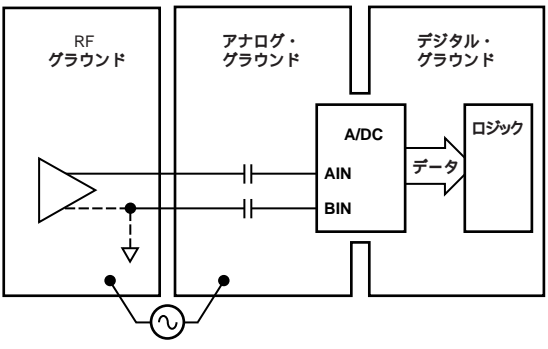 RF
グラウンド
アナログ・
グラウンド
デジタル・
グラウンド
A/DC
AIN
BIN
データ
ロジック